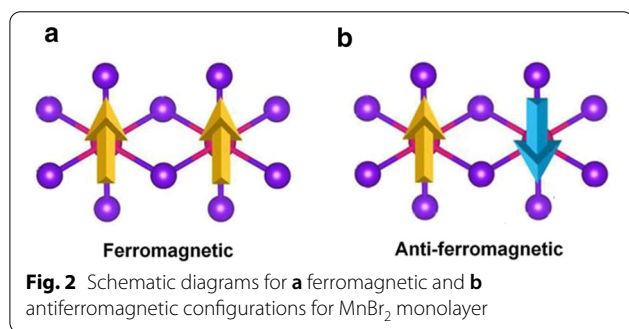 a
b
Ferromagnetic
Anti-ferromagnetic
Fig. 2 Schematic diagrams for a ferromagnetic and b
antiferromagnetic configurations for MnBr₂ monolayer